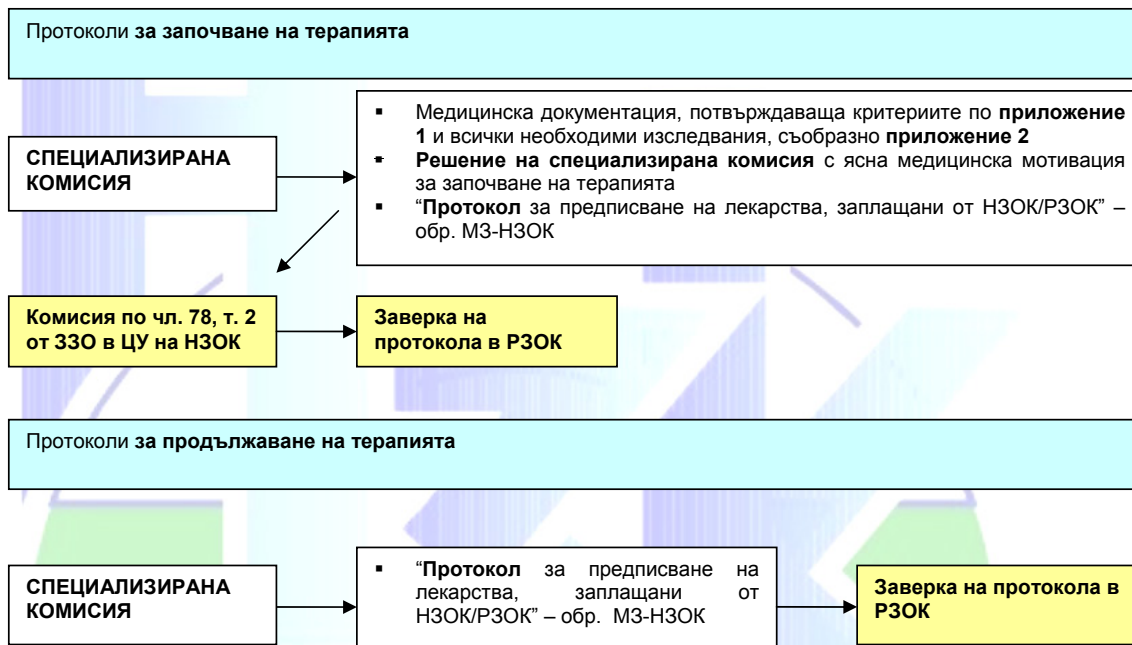 Протоколи за започване на терапията
СПЕЦИАЛИЗИРАНА
КОМИСИЯ
▪ Медицинска документация, потвърждаваща критериите по приложение
1 и всички необходими изследвания, съобразно приложение 2
▪ Решение на специализирана комисия с ясна медицинска мотивация
за започване на терапията
▪ “Протокол за предписване на лекарства, заплащани от НЗОК/РЗОК” –
обр. МЗ-НЗОК
Комисия по чл. 78, т. 2
от ЗЗО в ЦУ на НЗОК
Заверка на
протокола в РЗОК
Протоколи за продължаване на терапията
СПЕЦИАЛИЗИРАНА
КОМИСИЯ
▪ “Протокол за предписване на
лекарства, заплащани от
НЗОК/РЗОК” – обр. МЗ-НЗОК
Заверка на протокола в
РЗОК